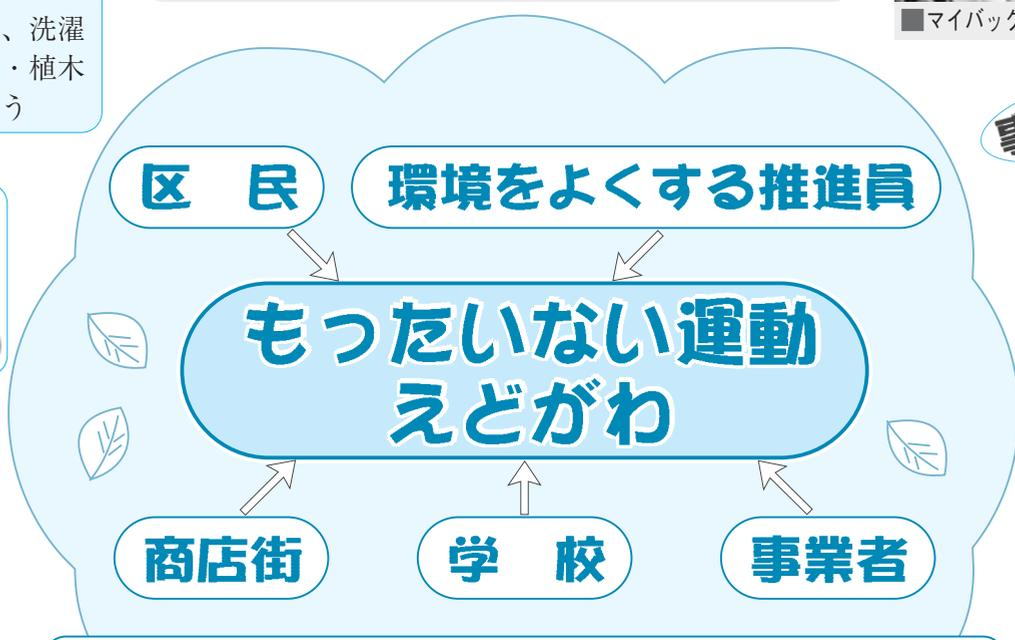 、洗濯
・植木
う
■マイバッグ
区　民
環境をよくする推進員
もったいない運動
えどがわ
商店街
学　校
事業者